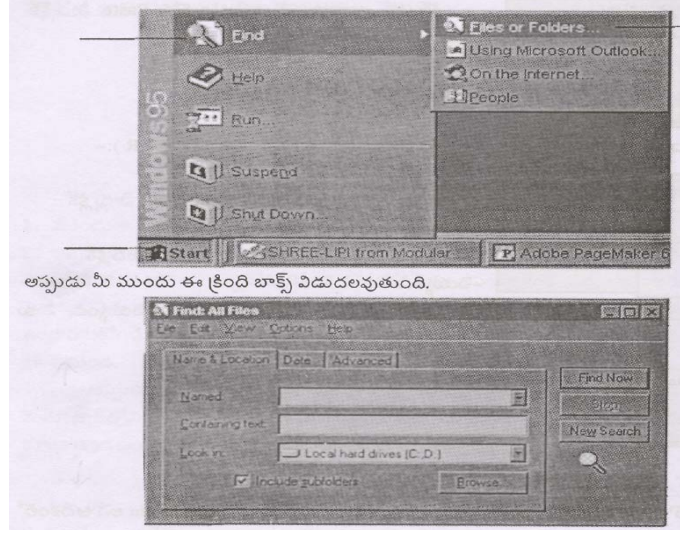 Find
Files or Folders...
Using Microsoft Outlook...
On the Internet...
People
Help
Run...
Suspend
Shut Down...
Windows95
Start
SHREE-LIPI from Modular
Adobe PageMaker 6
అప్పుడు మీ ముందు ఈ క్రింది బాక్స్ విడుదలవుతుంది.
Find: All Files
File Edit View Options Help
Name & Location Date Advanced
Find Now
Named:
Stop
Containing text:
New Search
Look in: Local hard drives (C:,D:)
Include subfolders
Browse...